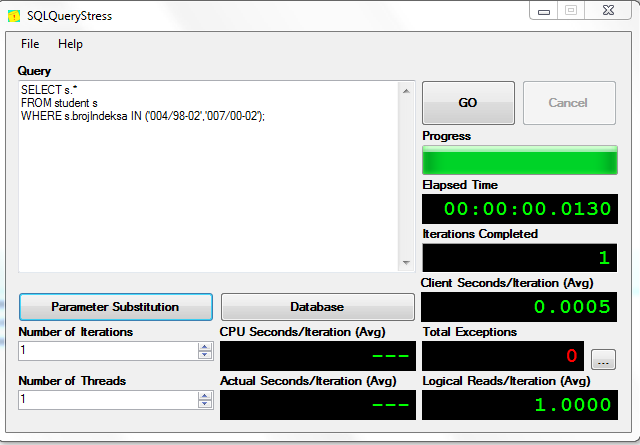 SQLQueryStress
File Help
Query
SELECT s.*
FROM student s
WHERE s.brojIndeksa IN ('004/98-02','007/00-02');
GO
Cancel
Progress
Elapsed Time
00:00:00.0130
Iterations Completed
1
Client Seconds/Iteration (Avg)
0.0005
Parameter Substitution
Database
Number of Iterations
1
CPU Seconds/Iteration (Avg)
---
Total Exceptions
0
...
Number of Threads
1
Actual Seconds/Iteration (Avg)
---
Logical Reads/Iteration (Avg)
1.0000